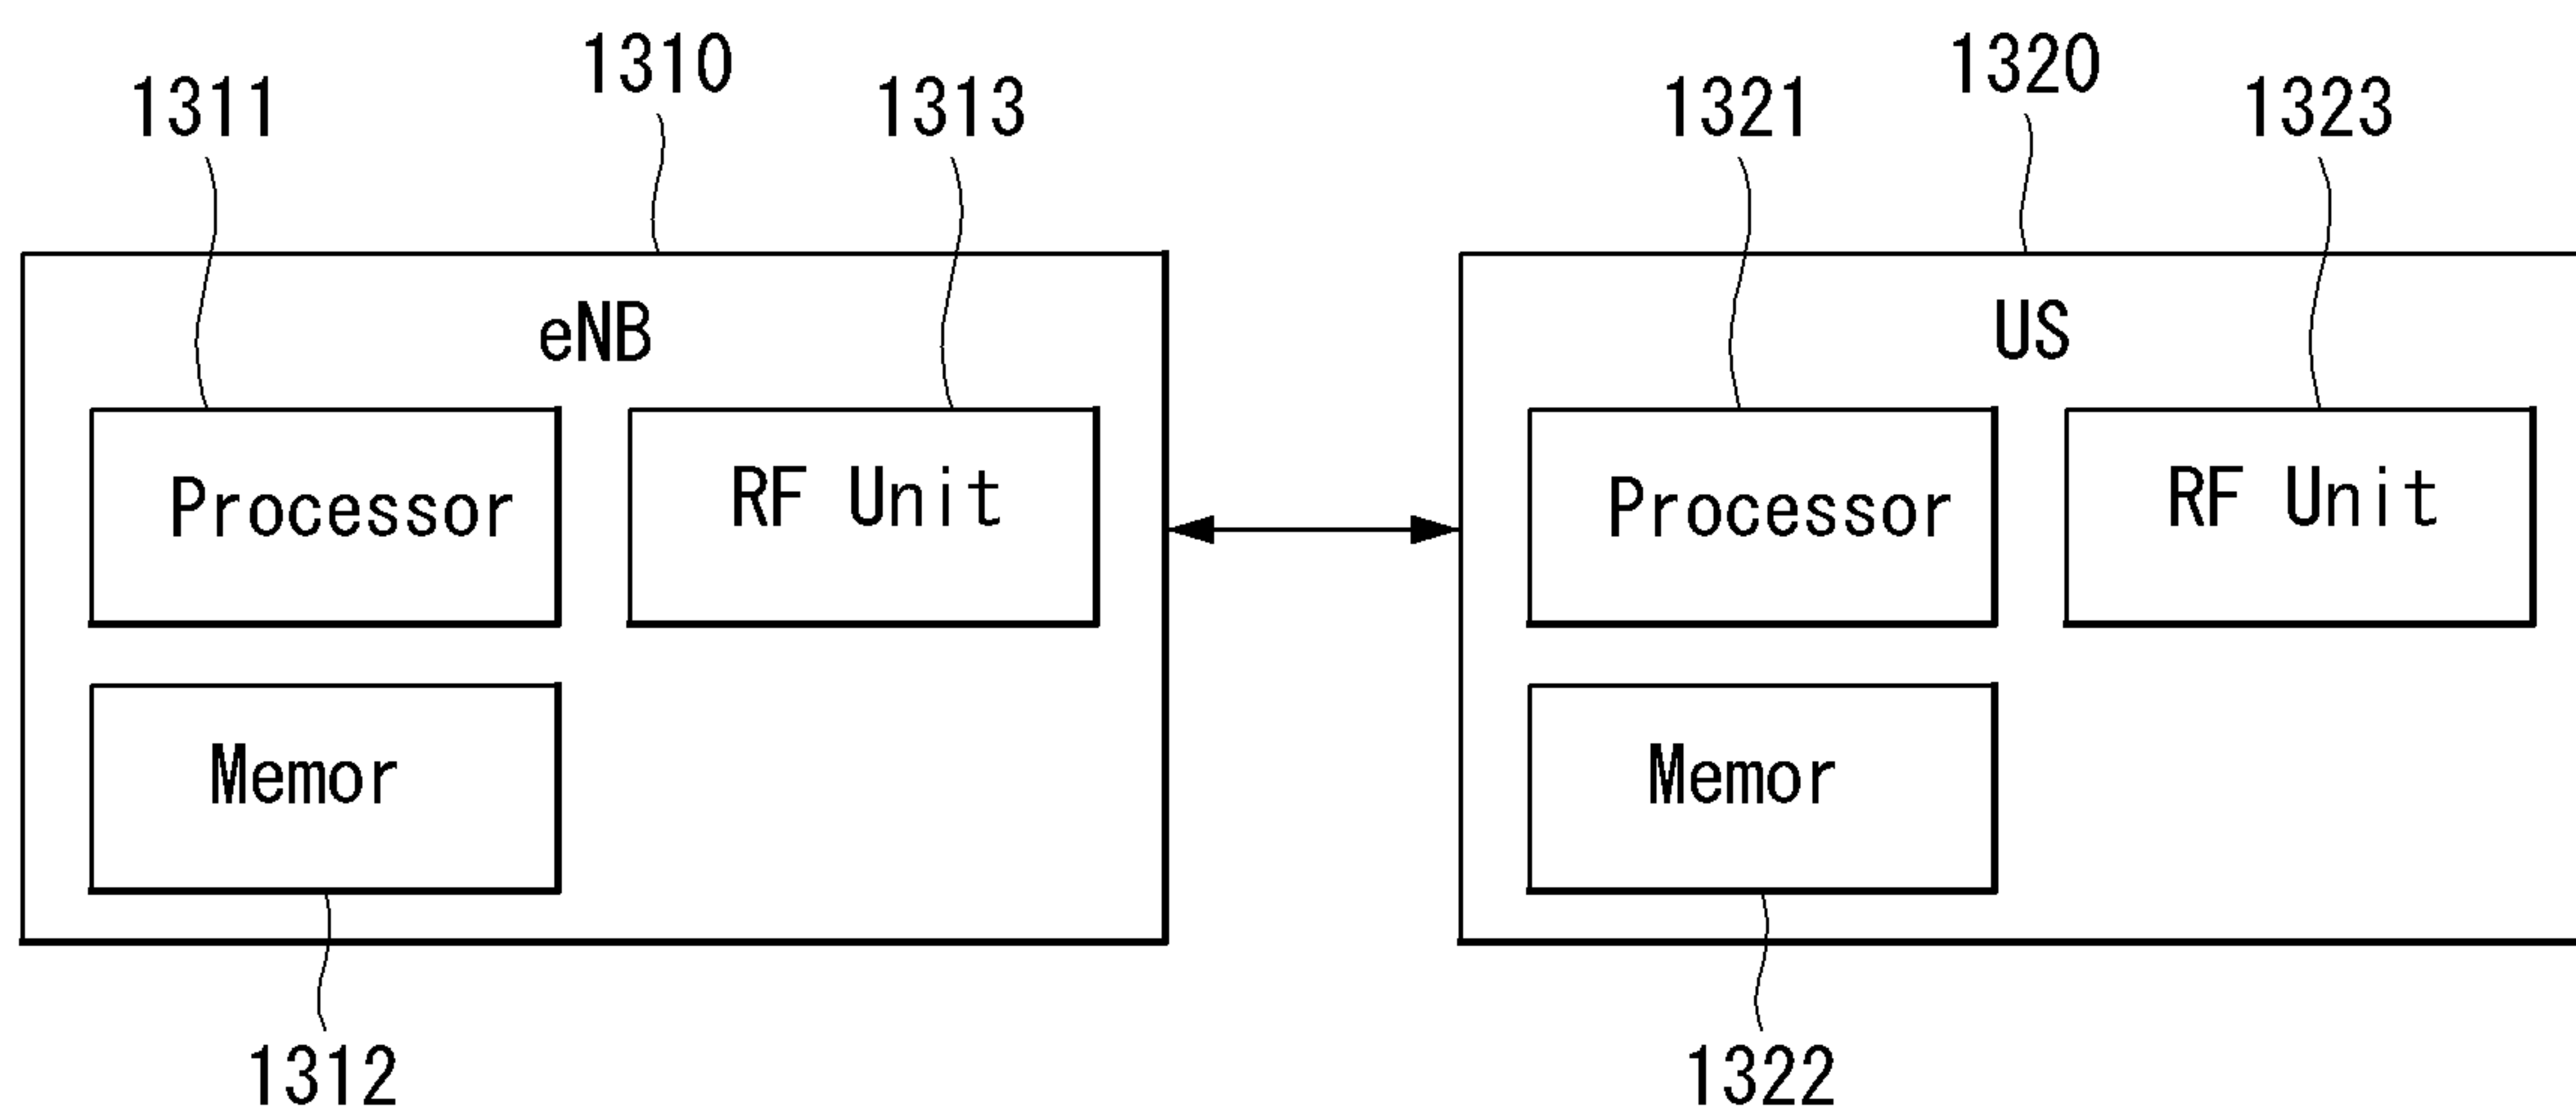 1310
1320
1311
1313
1321
1323
eNB
US
Processor
RF Unit
Processor
RF Unit
Memor
Memor
1312
1322